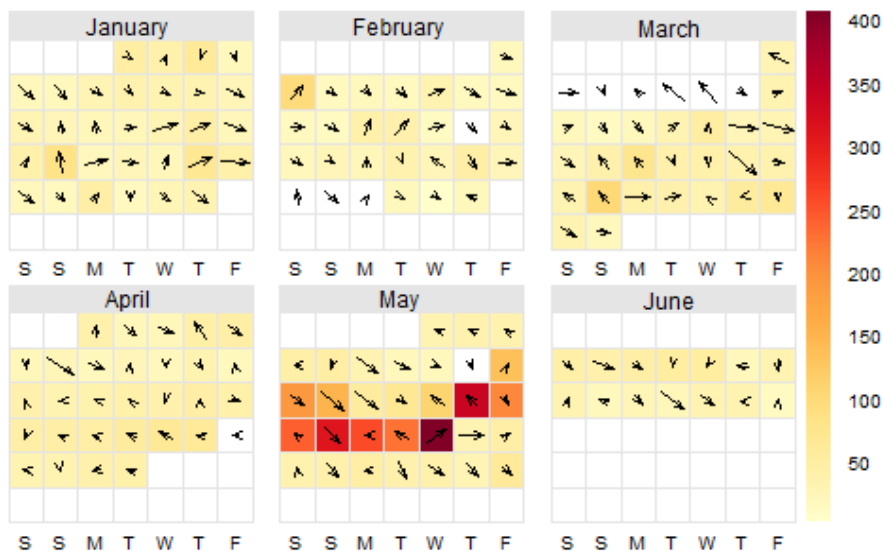 January February March
400
350
300
250
200
150
100
50
S S M T W T F S S M T W T F S S M T W T F
April May June
S S M T W T F S S M T W T F S S M T W T F